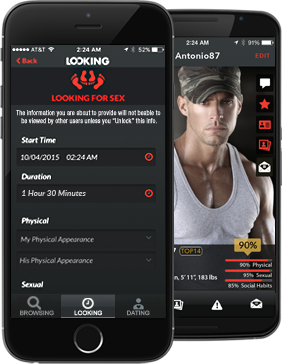 AT&T 2:24 AM 52%
Back LOOKING
LOOKING FOR SEX
The information you are about to provide will not beable to
be viewed by other users unless you "Unlock" this info.
Start Time
10/04/2015 02:24 AM
Duration
1 Hour 30 Minutes
Physical
My Physical Appearance
His Physical Appearance
Sexual
BROWSING LOOKING DATING
2:24 AM 91%
Antonio87 EDIT
TOP14
90%
90% Physical
95% Sexual
85% Social Habits
, 5' 11", 183 lbs